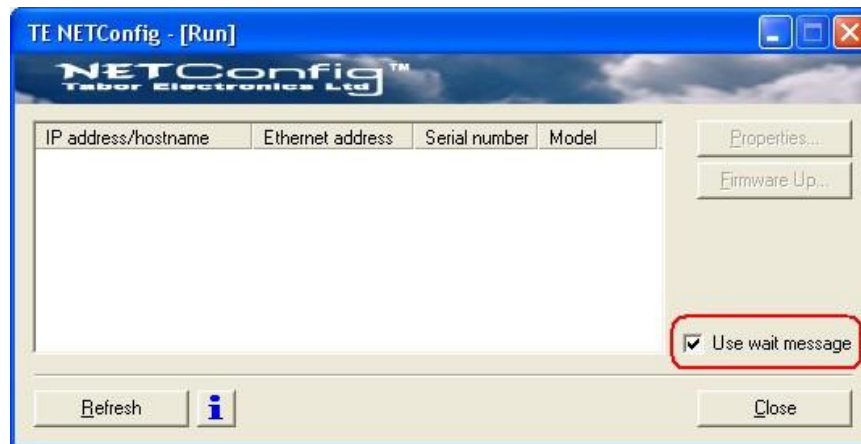 TE NETConfig - [Run]
NETConfig™
Tabor Electronics Ltd
IP address/hostname Ethernet address Serial number Model
Properties...
Firmware Up...
Use wait message
Refresh i Close